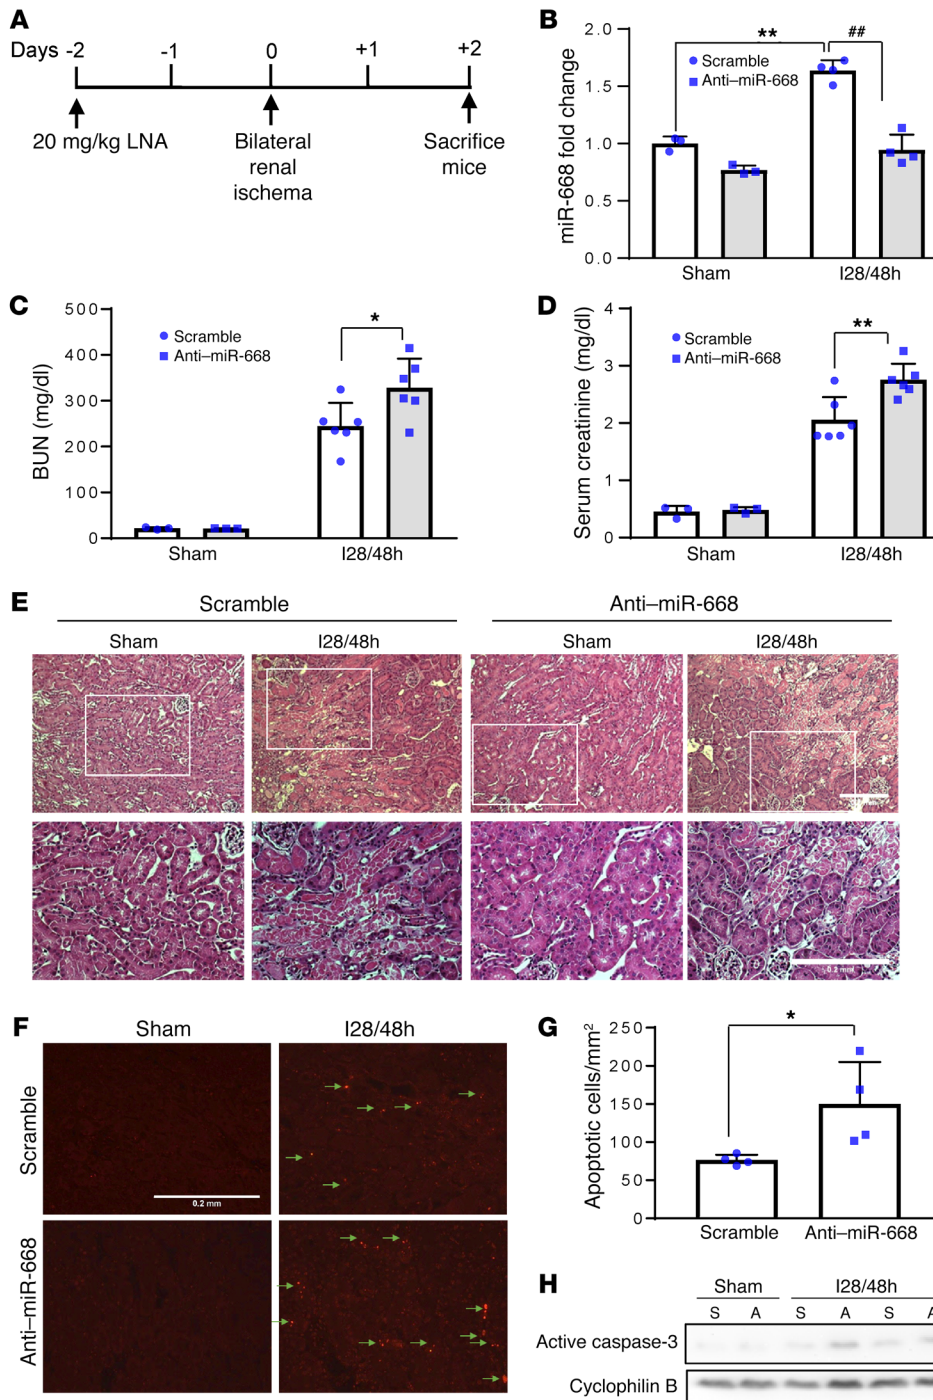 A
Days -2 -1 0 +1 +2
20 mg/kg LNA
Bilateral
renal
ischema
Sacrifice
mice
B
miR-668 fold change
2.0
1.5
1.0
0.5
0.0
Scramble
Anti–miR-668
**
##
Sham I28/48h
C
BUN (mg/dl)
500
400
300
200
100
0
Scramble
Anti–miR-668
*
Sham I28/48h
D
Serum creatinine (mg/dl)
4
3
2
1
0
Scramble
Anti–miR-668
**
Sham I28/48h
E
Scramble Anti–miR-668
Sham I28/48h Sham I28/48h
0.2 mm
F
Sham I28/48h
Scramble
0.2 mm
Anti–miR-668
G
Apoptotic cells/mm²
250
200
150
100
50
0
*
Scramble Anti–miR-668
H
Sham I28/48h
S A S A S A
Active caspase-3
Cyclophilin B